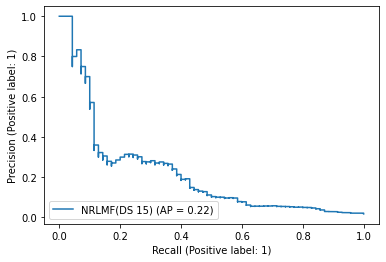 1.0
0.8
0.6
0.4
0.2
0.0
Precision (Positive label: 1)
NRLMF(DS 15) (AP = 0.22)
0.0 0.2 0.4 0.6 0.8 1.0
Recall (Positive label: 1)